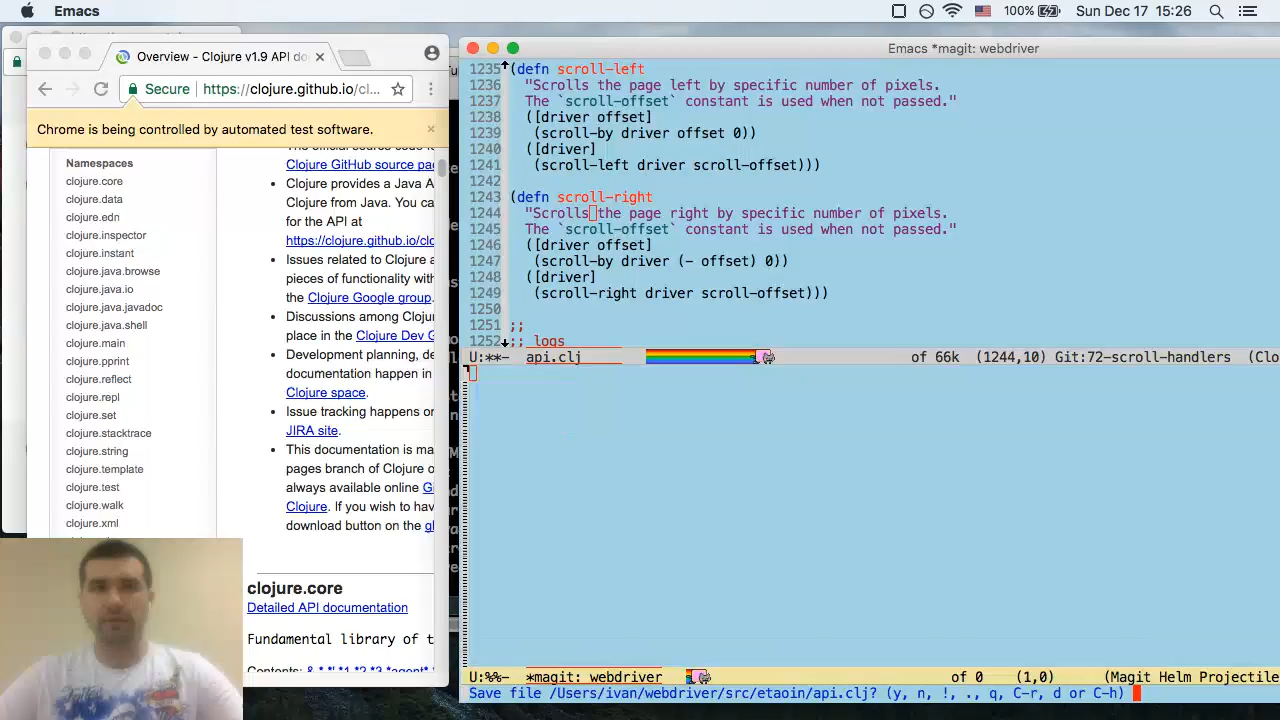 Emacs
100%
Sun Dec 17 15:26
Overview - Clojure v1.9 API do
Secure
https://clojure.github.io/cl...
Chrome is being controlled by automated test software.
Namespaces
clojure.core
clojure.data
clojure.edn
clojure.inspector
clojure.instant
clojure.java.browse
clojure.java.io
clojure.java.javadoc
clojure.java.shell
clojure.main
clojure.pprint
clojure.reflect
clojure.repl
clojure.set
clojure.stacktrace
clojure.string
clojure.template
clojure.test
clojure.walk
clojure.xml
Clojure GitHub source pa
Clojure provides a Java A
Clojure from Java. You ca
for the API at
https://clojure.github.io/clo
Issues related to Clojure a
pieces of functionality with
the Clojure Google group.
Discussions among Clojur
place in the Clojure Dev G
Development planning, de
documentation happen in
Clojure space.
Issue tracking happens or
JIRA site.
This documentation is ma
pages branch of Clojure o
always available online Gi
Clojure. If you wish to hav
download button on the gi
clojure.core
Detailed API documentation
Fundamental library of t
Emacs *magit: webdriver
1235 (defn scroll-left
1236 "Scrolls the page left by specific number of pixels.
1237 The `scroll-offset` constant is used when not passed."
1238 ([driver offset]
1239 (scroll-by driver offset 0))
1240 ([driver]
1241 (scroll-left driver scroll-offset)))
1242
1243 (defn scroll-right
1244 "Scrolls the page right by specific number of pixels.
1245 The `scroll-offset` constant is used when not passed."
1246 ([driver offset]
1247 (scroll-by driver (- offset) 0))
1248 ([driver]
1249 (scroll-right driver scroll-offset)))
1250
1251 ;;
1252 ;; logs
U:**- api.clj of 66k (1244,10) Git:72-scroll-handlers (Clo
U:%%- *magit: webdriver of 0 (1,0) (Magit Helm Projectile
Save file /Users/ivan/webdriver/src/etaoin/api.clj? (y, n, !, ., q, C-r, d or C-h)